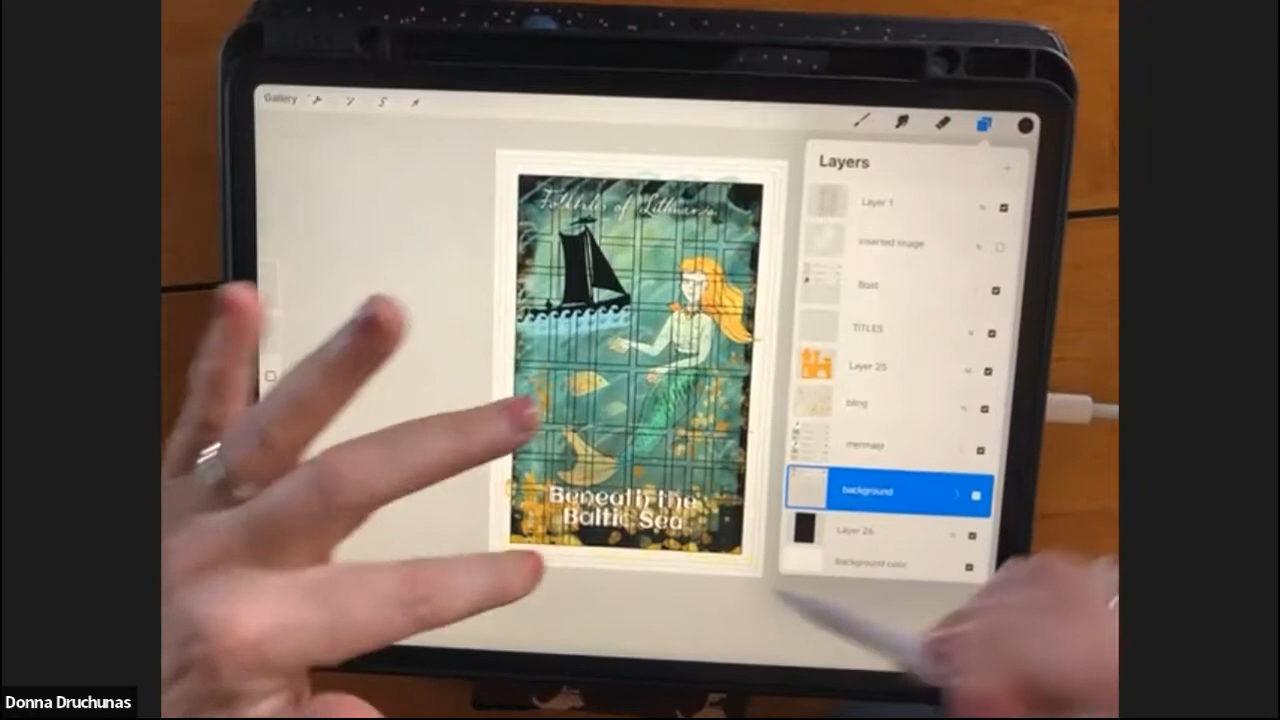 Gallery
Layers
Layer 1
N
Inserted Image
N
Boat
TITLES
N
Layer 25
M
bling
N
mermaid
background
Layer 26
N
Background color
Folktales of Lithuania
Beneath the
Baltic Sea
Donna Druchunas